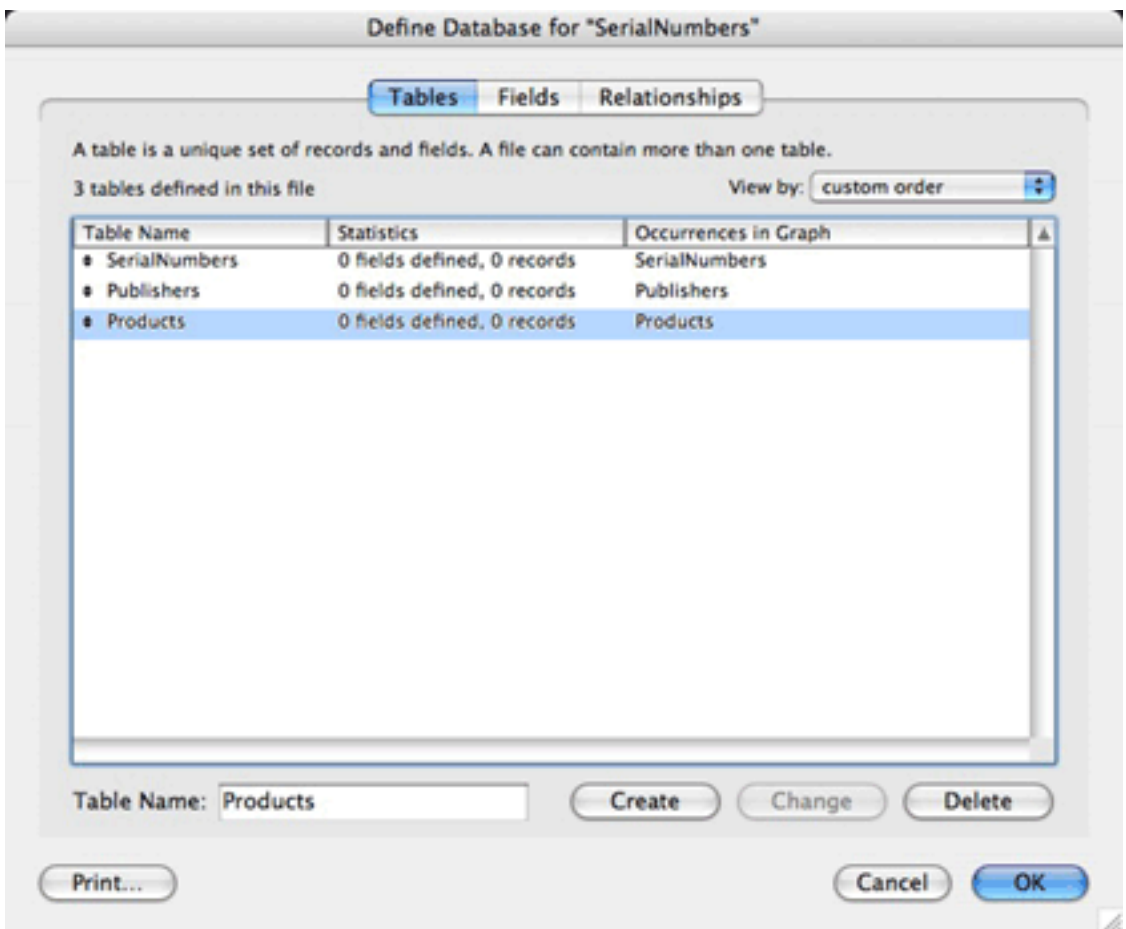 Define Database for "SerialNumbers"
Tables Fields Relationships
A table is a unique set of records and fields. A file can contain more than one table.
3 tables defined in this file View by: custom order
Table Name Statistics Occurrences in Graph
SerialNumbers 0 fields defined, 0 records SerialNumbers
Publishers 0 fields defined, 0 records Publishers
Products 0 fields defined, 0 records Products
Table Name: Products Create Change Delete
Print... Cancel OK